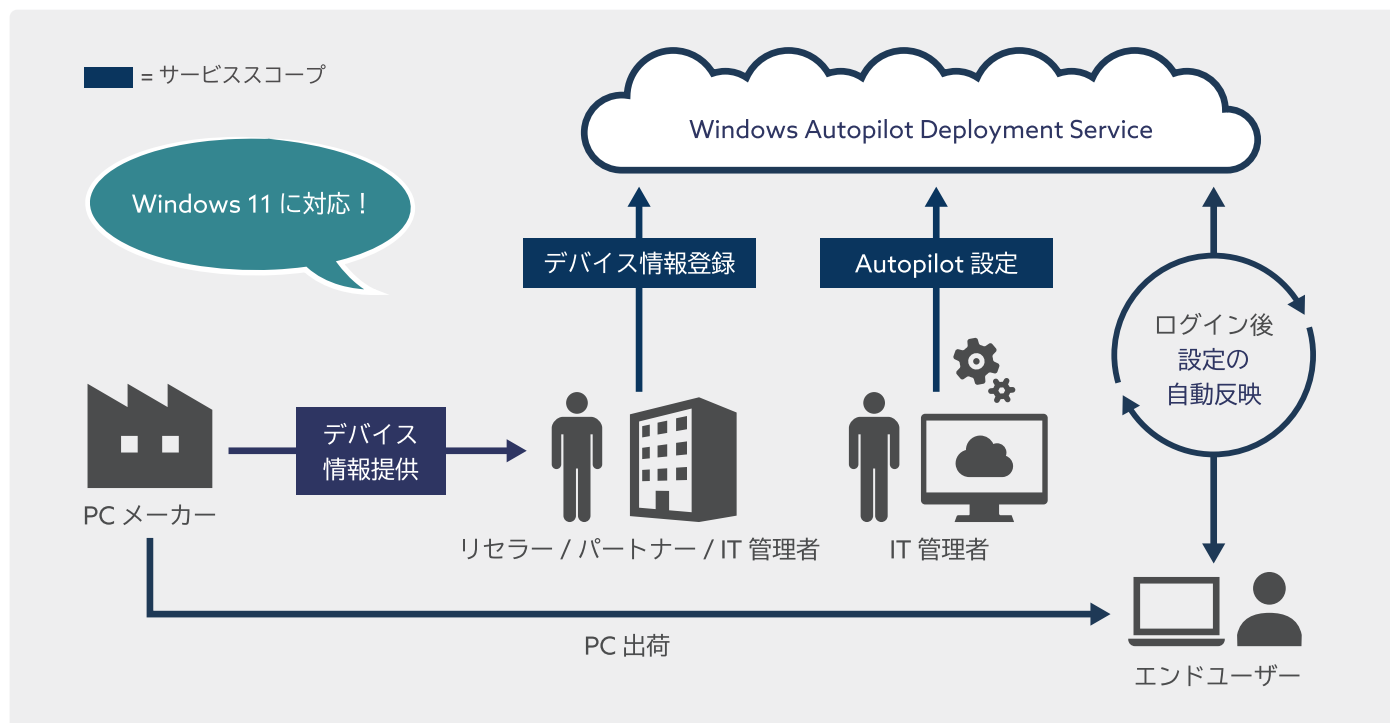 = サービススコープ
Windows Autopilot Deployment Service
Windows 11 に対応！
デバイス情報登録
Autopilot 設定
ログイン後
設定の
自動反映
デバイス
情報提供
PC メーカー
リセラー / パートナー / IT 管理者
IT 管理者
PC 出荷
エンドユーザー